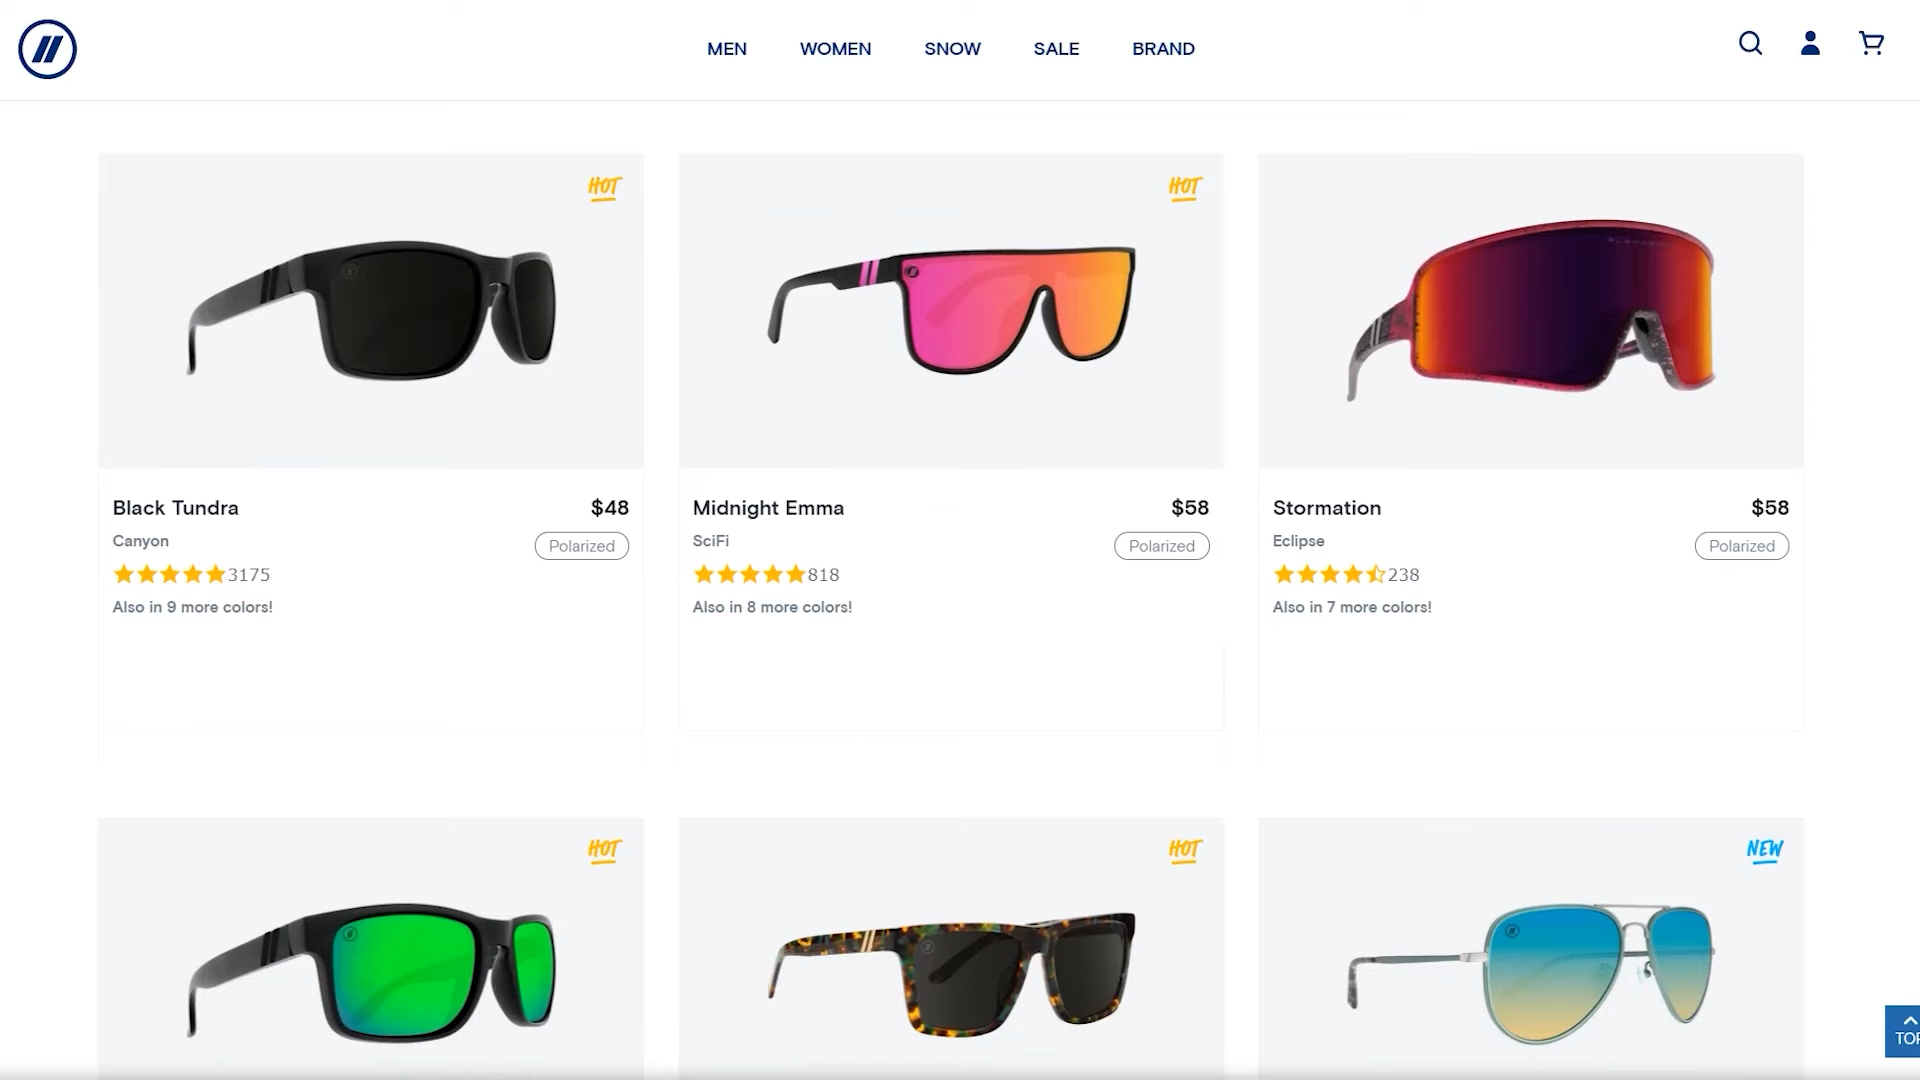 MEN WOMEN SNOW SALE BRAND
HOT
HOT
Black Tundra $48
Canyon Polarized
3175
Also in 9 more colors!
Midnight Emma $58
SciFi Polarized
818
Also in 8 more colors!
Stormation $58
Eclipse Polarized
238
Also in 7 more colors!
HOT
HOT
NEW